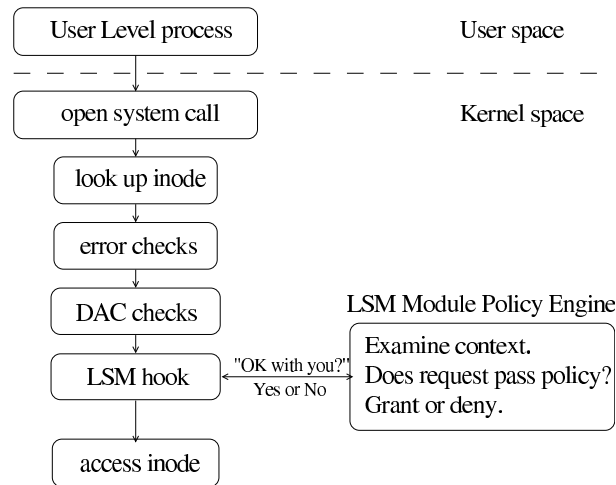 User Level process
User space
open system call
Kernel space
look up inode
error checks
DAC checks
LSM Module Policy Engine
LSM hook
"OK with you?"
Yes or No
Examine context.
Does request pass policy?
Grant or deny.
access inode